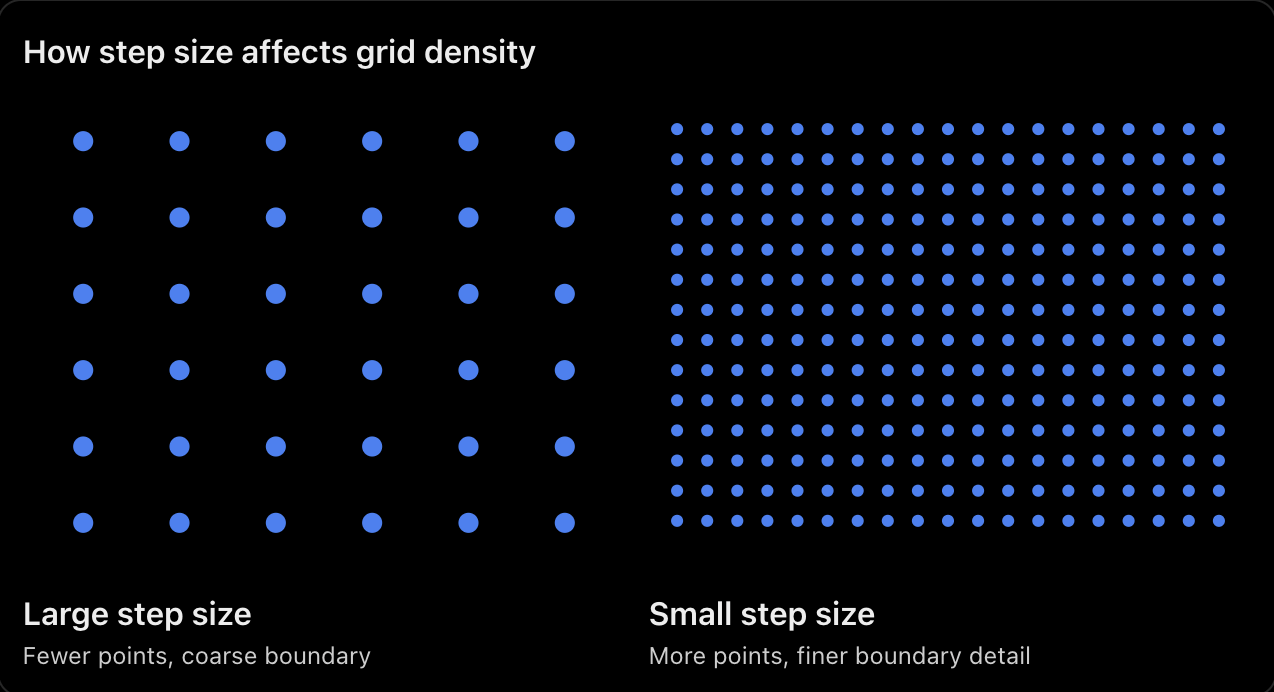 How step size affects grid density
Large step size
Fewer points, coarse boundary
Small step size
More points, finer boundary detail